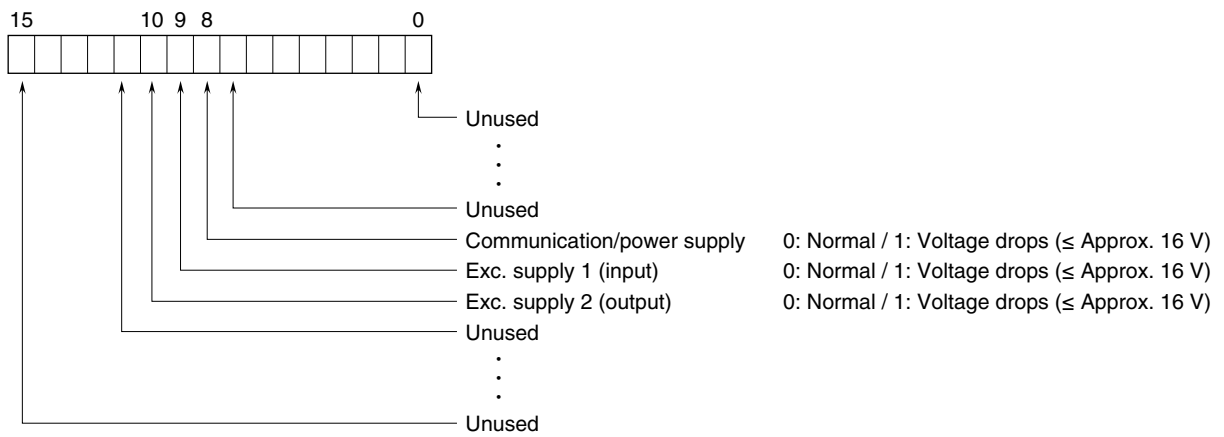 15 10 9 8 0
Unused
.
.
.
Unused
Communication/power supply 0: Normal / 1: Voltage drops (≤ Approx. 16 V)
Exc. supply 1 (input) 0: Normal / 1: Voltage drops (≤ Approx. 16 V)
Exc. supply 2 (output) 0: Normal / 1: Voltage drops (≤ Approx. 16 V)
Unused
.
.
.
Unused